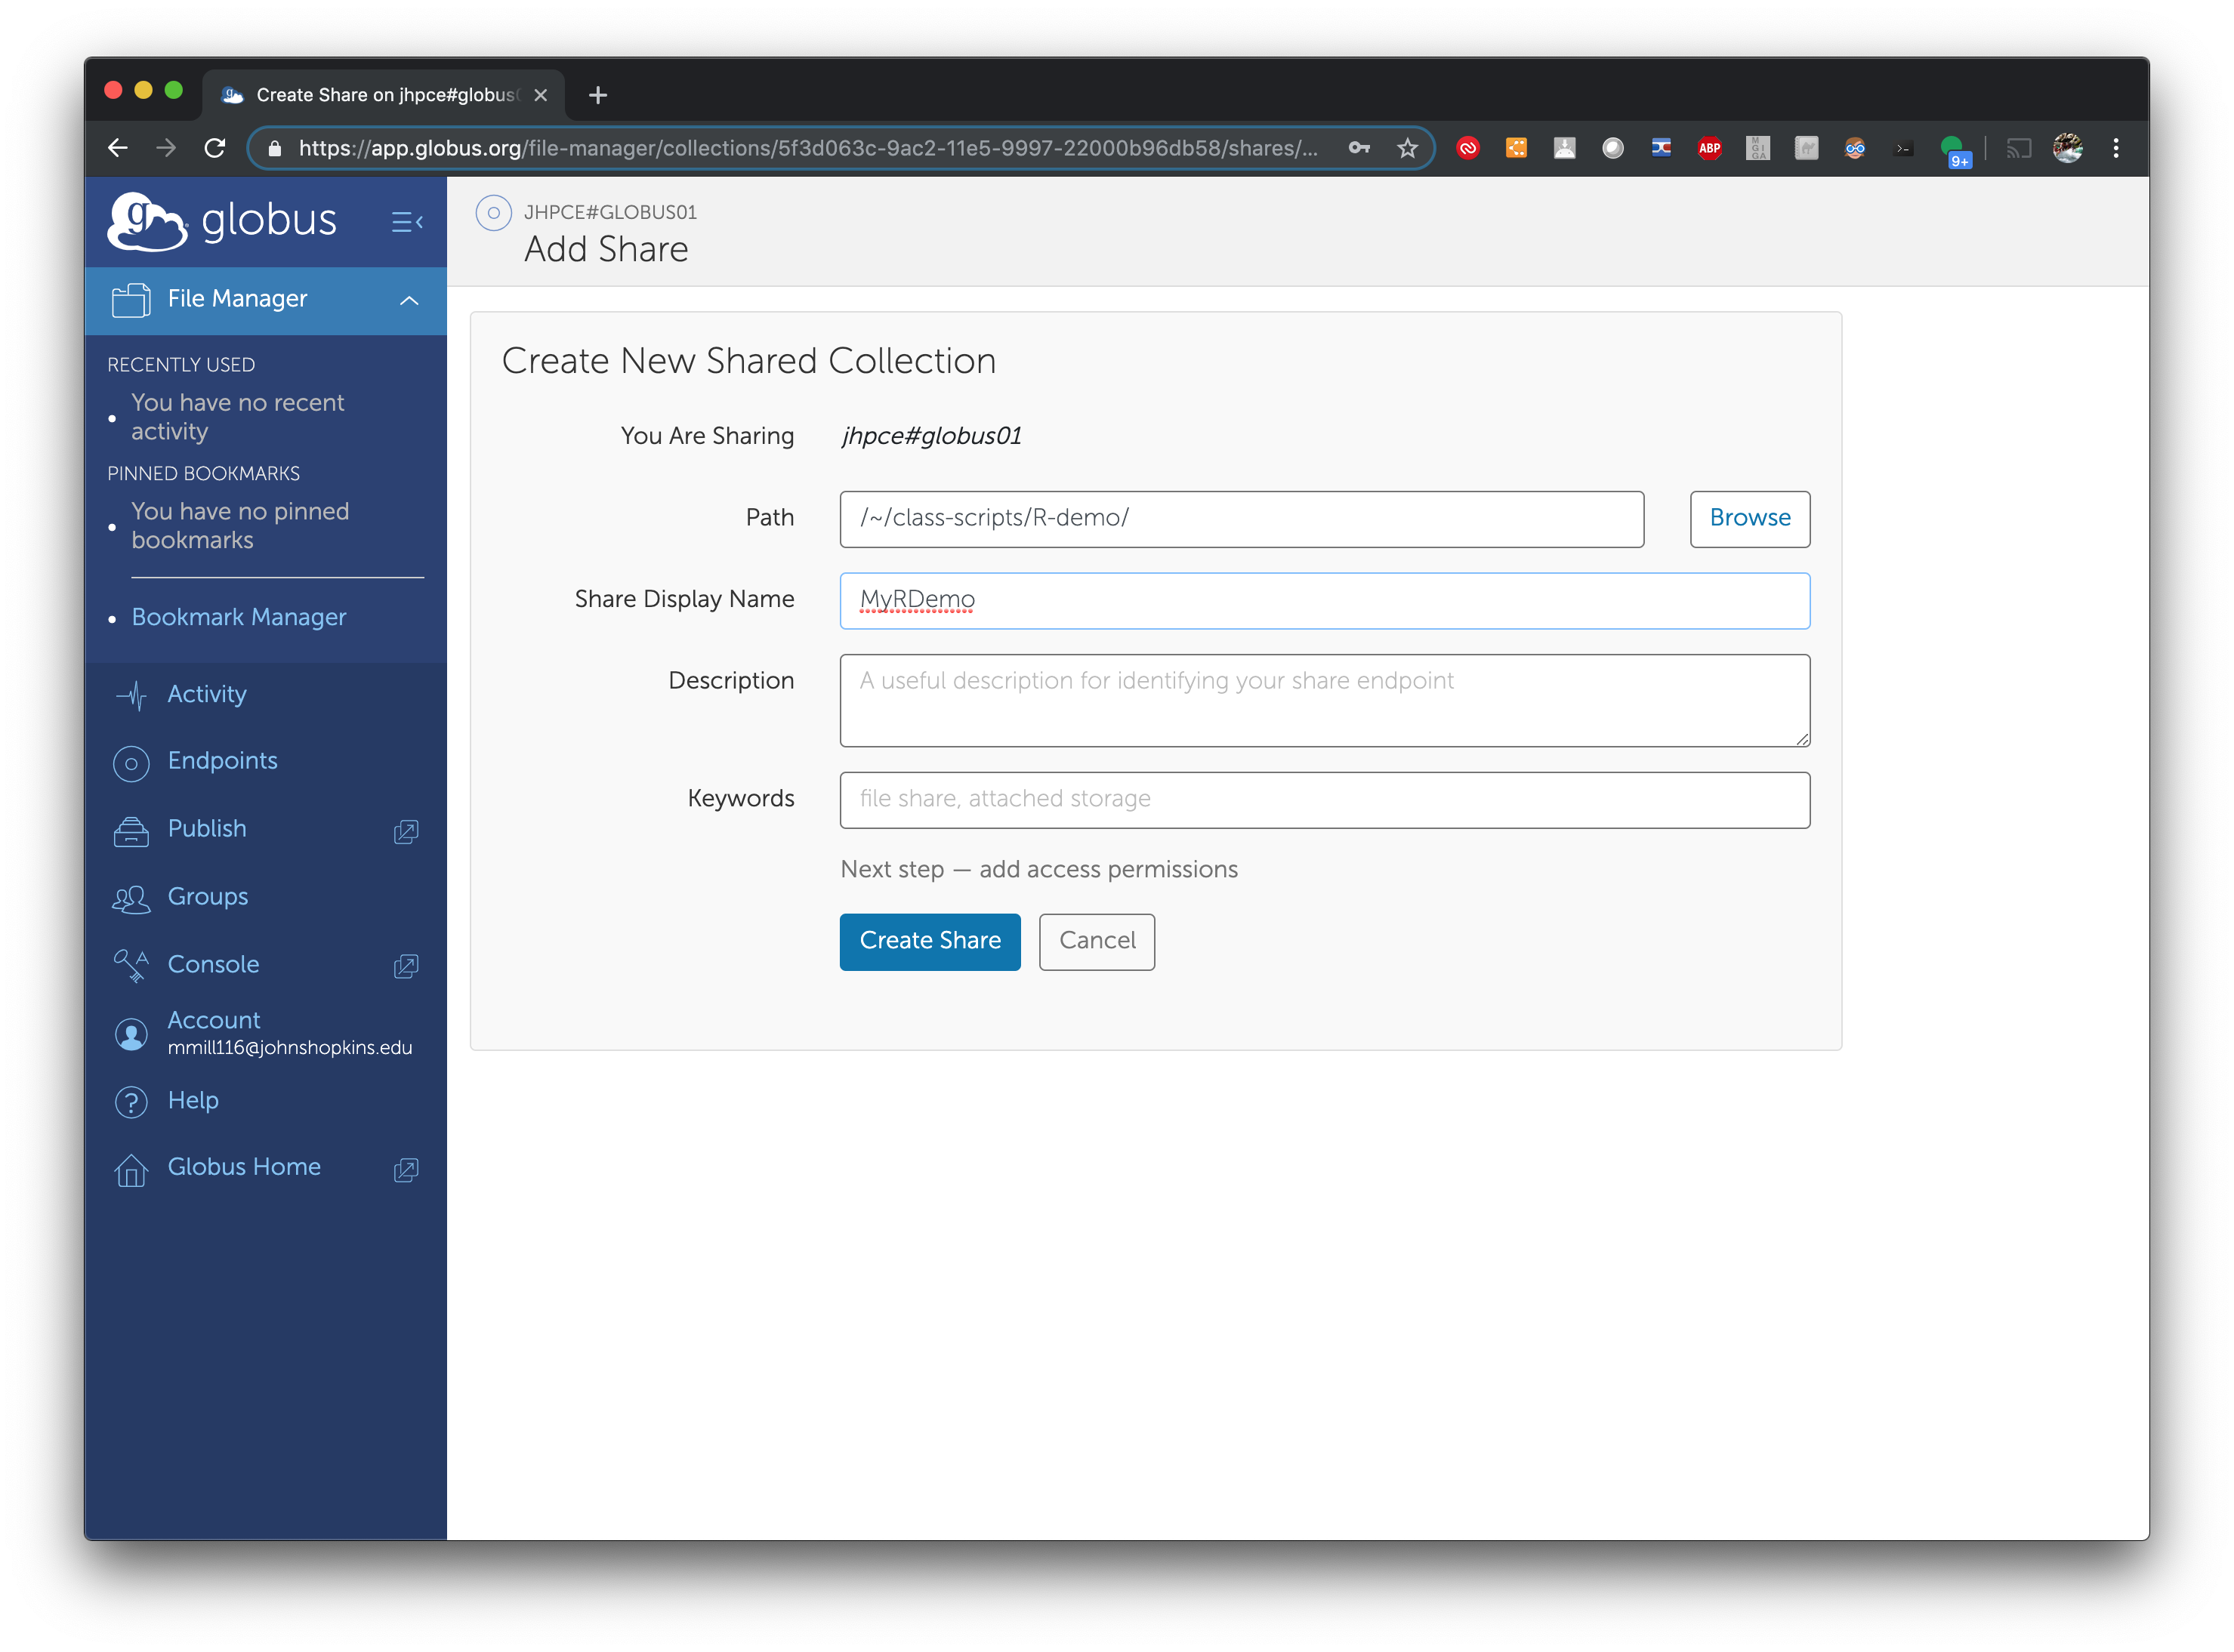 Create Share on jhpce#globus
https://app.globus.org/file-manager/collections/5f3d063c-9ac2-11e5-9997-22000b96db58/shares/...
ABP
9+
globus
File Manager
RECENTLY USED
You have no recent
activity
PINNED BOOKMARKS
You have no pinned
bookmarks
Bookmark Manager
Activity
Endpoints
Publish
Groups
Console
Account
mmill116@johnshopkins.edu
Help
Globus Home
JHPCE#GLOBUS01
Add Share
Create New Shared Collection
You Are Sharing jhpce#globus01
Path /~/class-scripts/R-demo/ Browse
Share Display Name MyRDemo
Description A useful description for identifying your share endpoint
Keywords file share, attached storage
Next step — add access permissions
Create Share Cancel